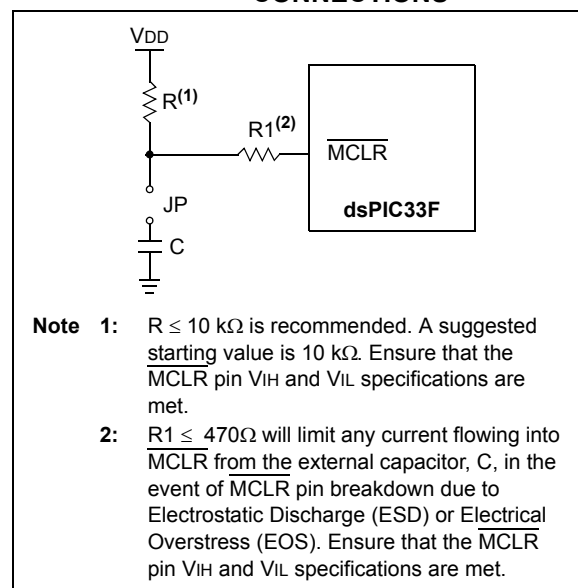 CONNECTIONS
VDD
R(1)
R1(2)
MCLR
JP
dsPIC33F
C
Note 1: R ≤ 10 kΩ is recommended. A suggested
starting value is 10 kΩ. Ensure that the
MCLR pin VIH and VIL specifications are
met.
2: R1 ≤ 470Ω will limit any current flowing into
MCLR from the external capacitor, C, in the
event of MCLR pin breakdown due to
Electrostatic Discharge (ESD) or Electrical
Overstress (EOS). Ensure that the MCLR
pin VIH and VIL specifications are met.